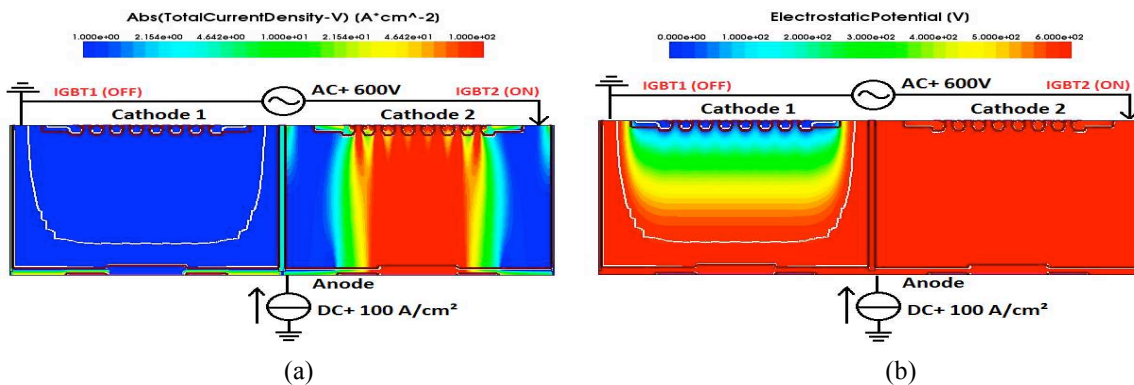 Abs(TotalCurrentDensity-V) [A*cm^-2]
1.000e+00 2.154e+00 4.642e+00 1.000e+01 2.154e+01 4.641e+01 1.000e+02
IGBT1 (OFF) AC+ 600V IGBT2 (ON)
Cathode 1 Cathode 2
Anode
DC+ 100 A/cm²
(a)
ElectrostaticPotential [V]
0.000e+00 1.000e+02 2.000e+02 3.000e+02 4.000e+02 5.000e+02 6.000e+02
IGBT1 (OFF) AC+ 600V IGBT2 (ON)
Cathode 1 Cathode 2
Anode
DC+ 100 A/cm²
(b)